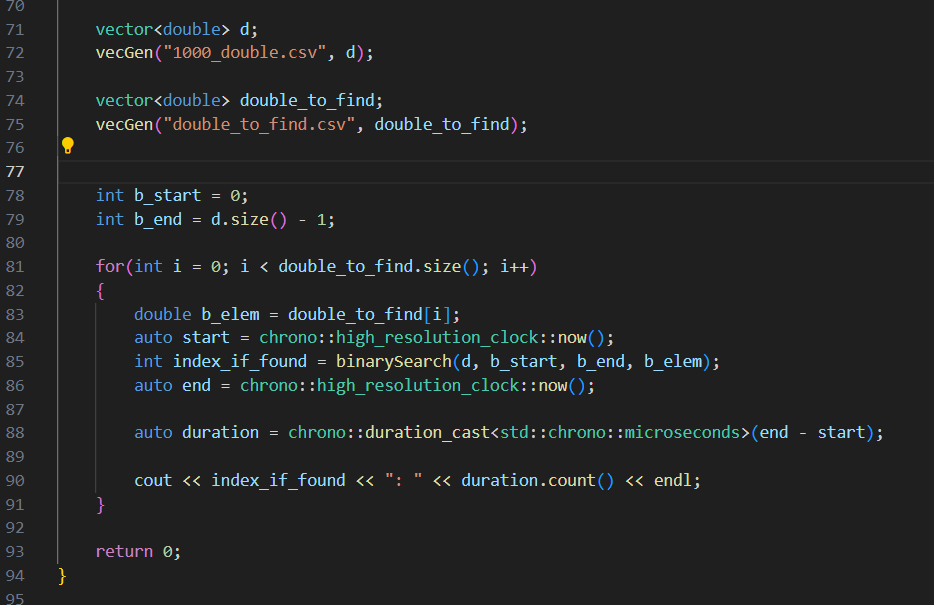 70
71 vector<double> d;
72 vecGen("1000_double.csv", d);
73
74 vector<double> double_to_find;
75 vecGen("double_to_find.csv", double_to_find);
76
77
78 int b_start = 0;
79 int b_end = d.size() - 1;
80
81 for(int i = 0; i < double_to_find.size(); i++)
82 {
83 double b_elem = double_to_find[i];
84 auto start = chrono::high_resolution_clock::now();
85 int index_if_found = binarySearch(d, b_start, b_end, b_elem);
86 auto end = chrono::high_resolution_clock::now();
87
88 auto duration = chrono::duration_cast<std::chrono::microseconds>(end - start);
89
90 cout << index_if_found << ": " << duration.count() << endl;
91 }
92
93 return 0;
94 }
95